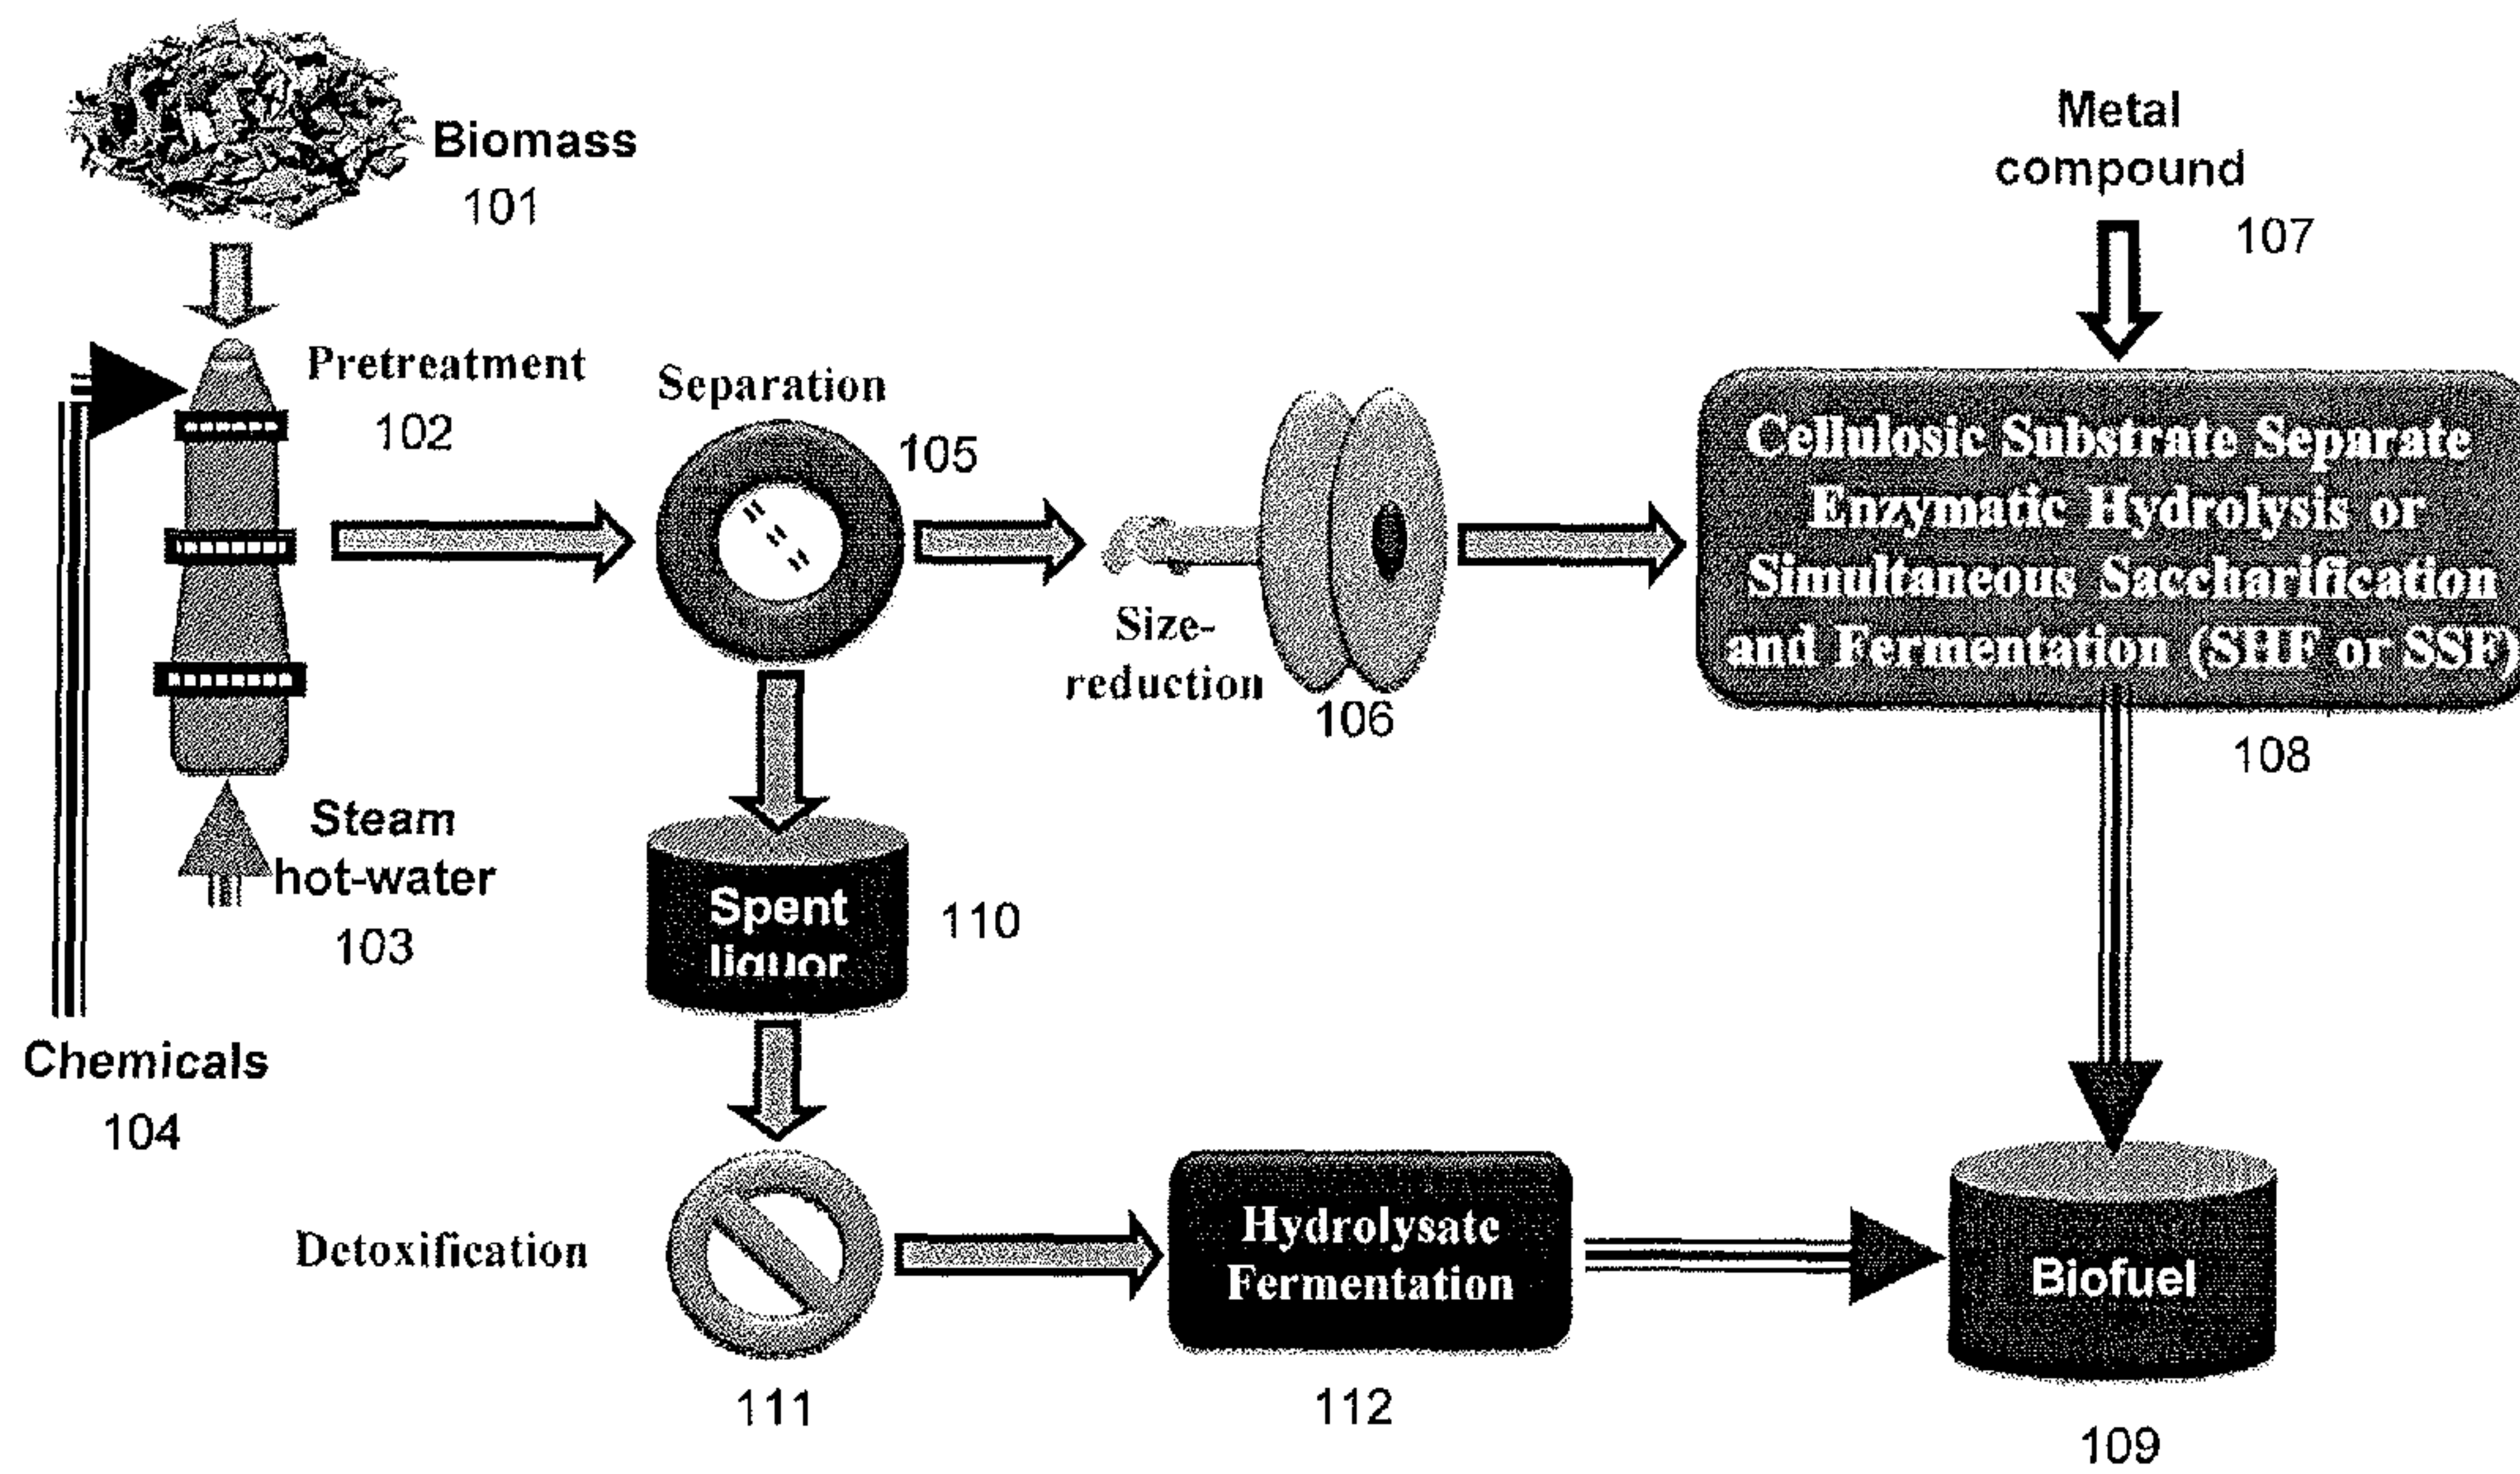 Biomass
101
Metal
compound
107
Pretreatment
102
Separation
105
Size-
reduction
106
Cellulosic Substrate Separate
Enzymatic Hydrolysis or
Simultaneous Saccharification
and Fermentation (SHF or SSF)
108
Steam
hot-water
103
Chemicals
104
Spent
liquor
110
Detoxification
111
Hydrolysate
Fermentation
112
Biofuel
109